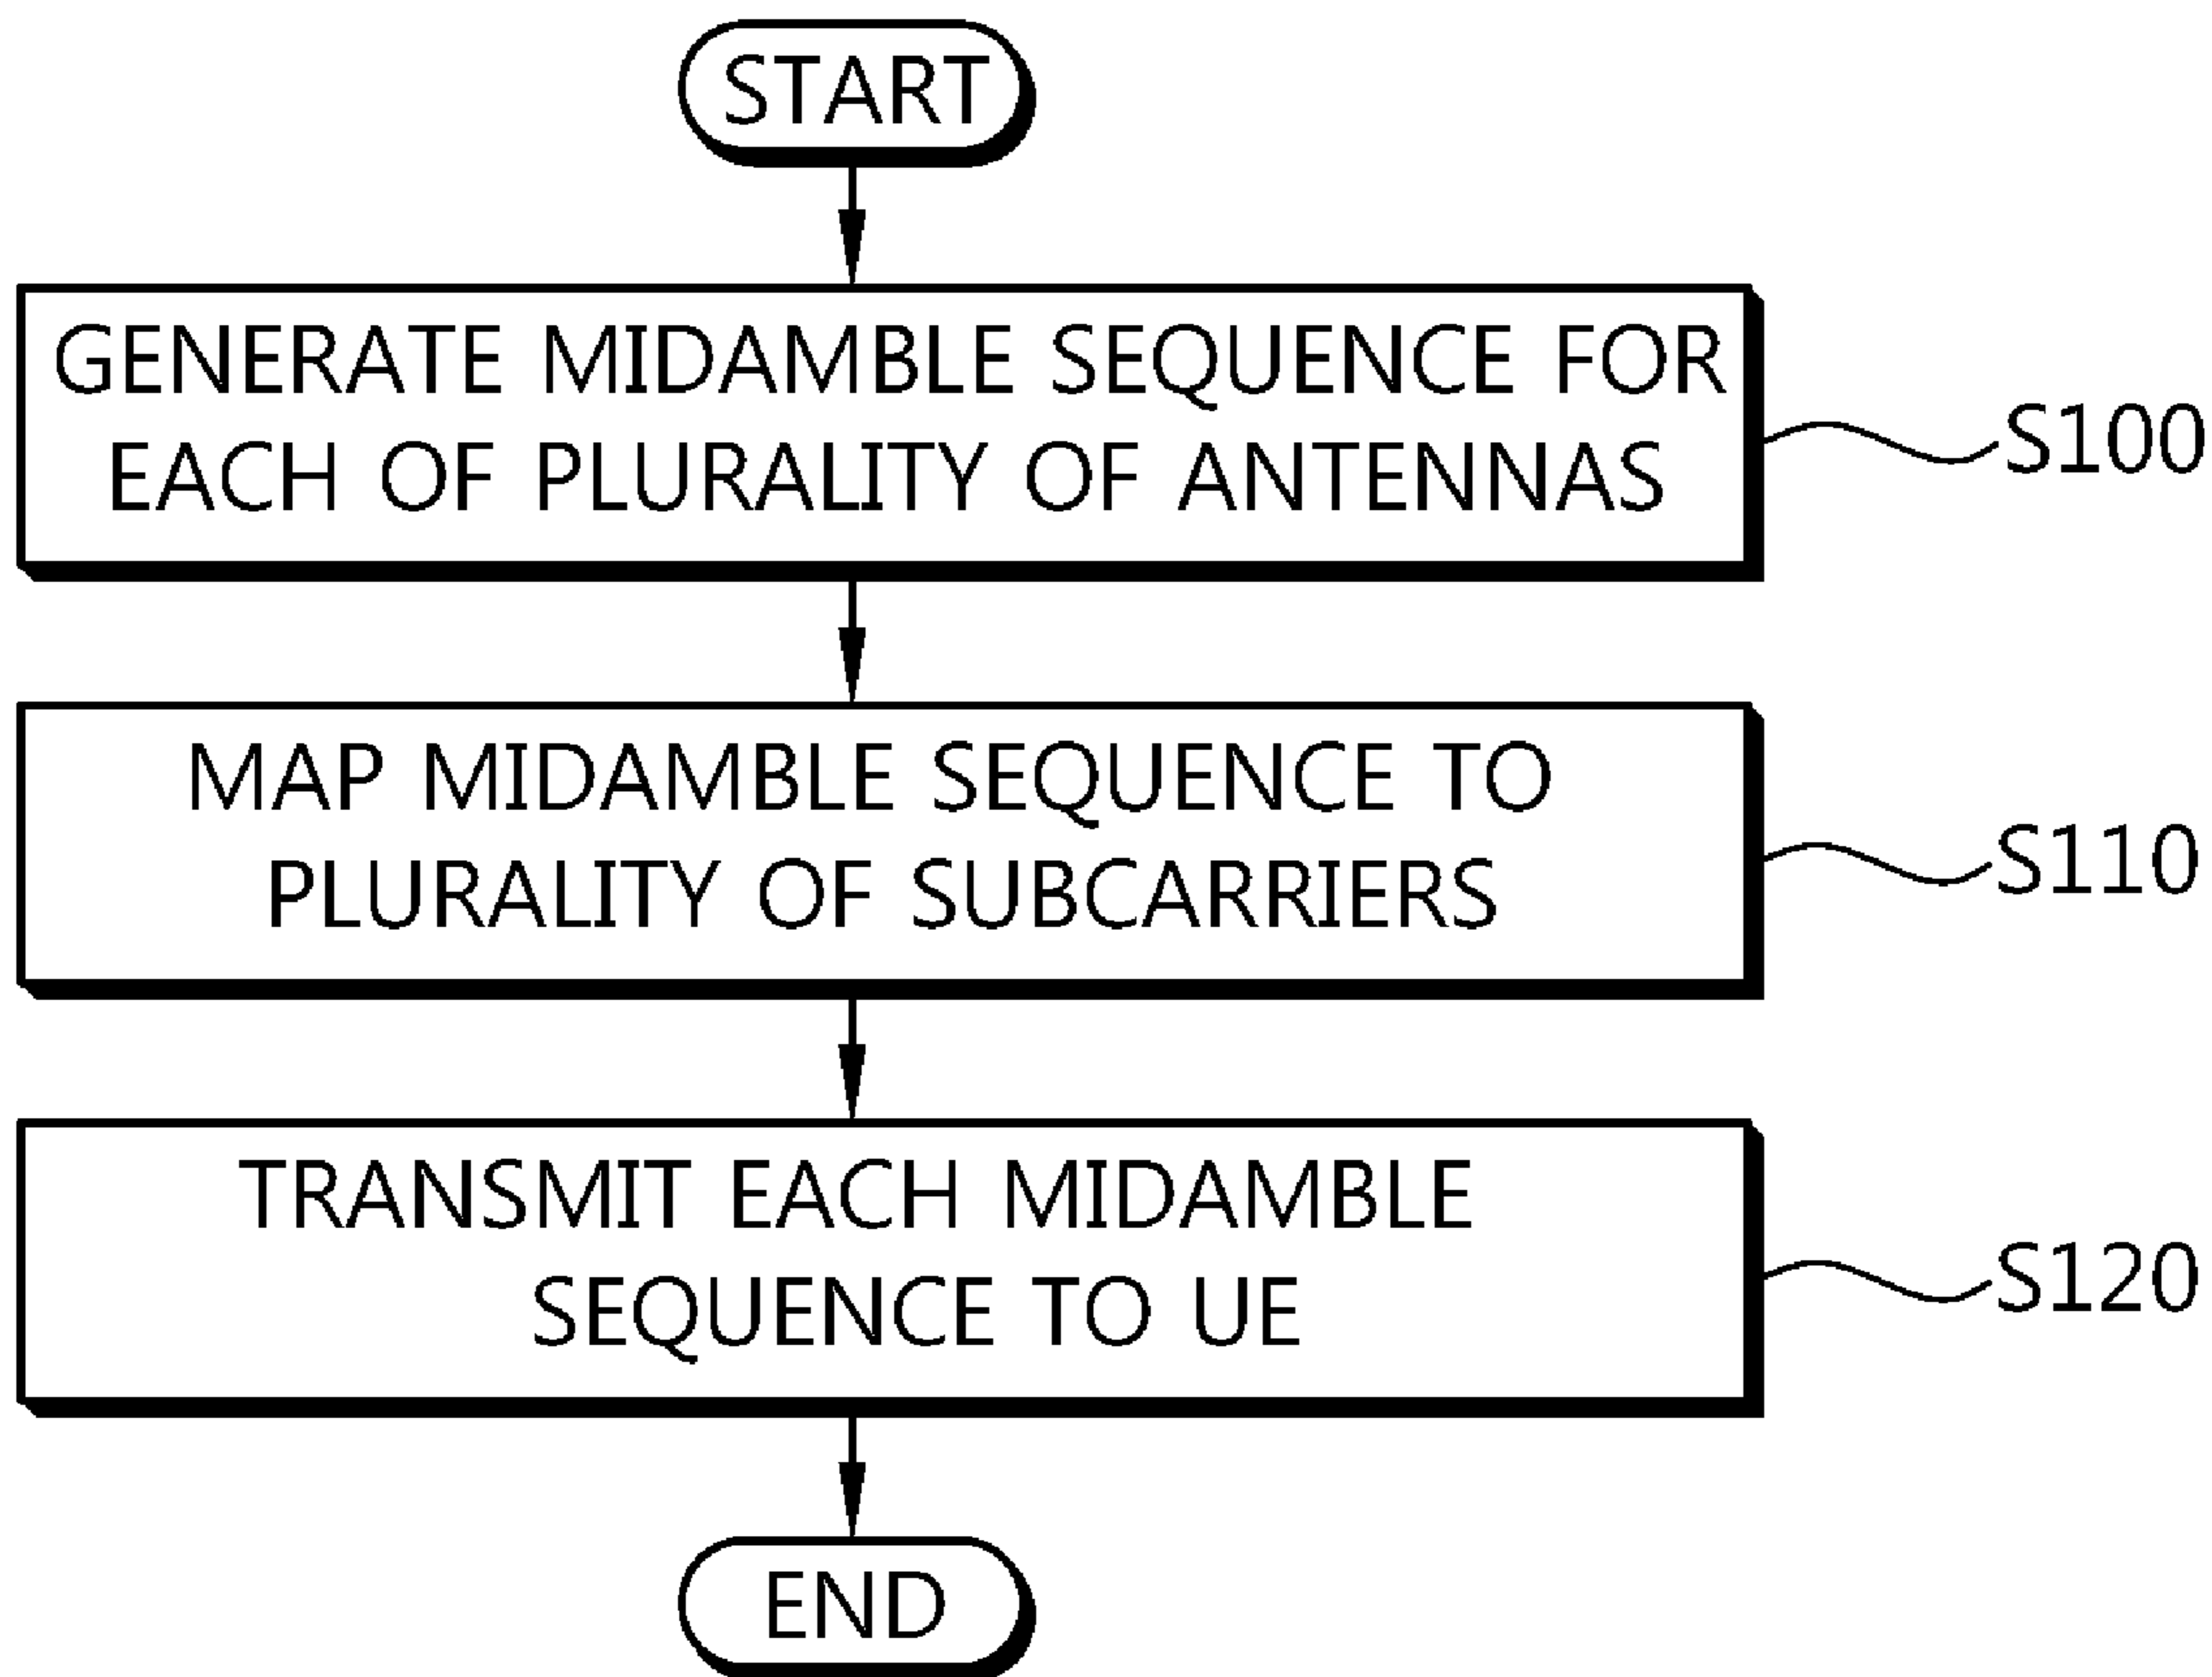 START
GENERATE MIDAMBLE SEQUENCE FOR
EACH OF PLURALITY OF ANTENNAS
S100
MAP MIDAMBLE SEQUENCE TO
PLURALITY OF SUBCARRIERS
S110
TRANSMIT EACH MIDAMBLE
SEQUENCE TO UE
S120
END